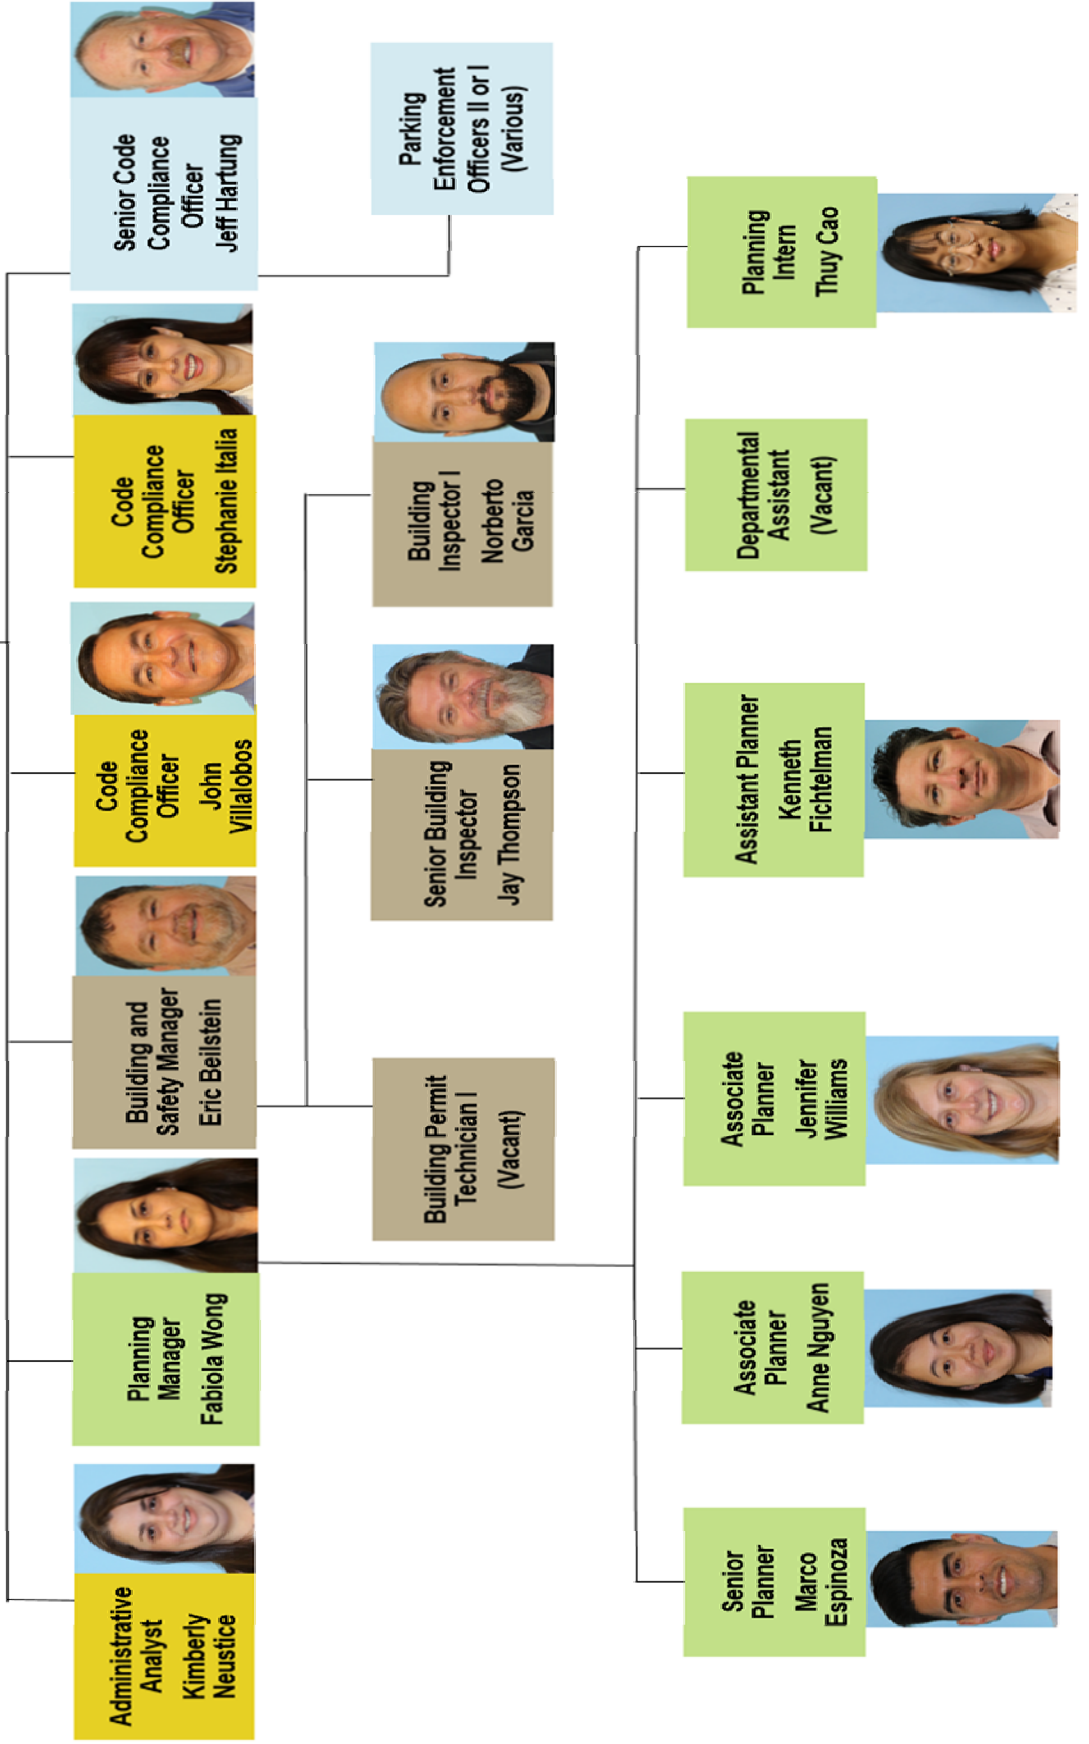 Administrative
Analyst
Kimberly
Neustice
Planning
Manager
Fabiola Wong
Building and
Safety Manager
Eric Beilstein
Code
Compliance
Officer
John
Villalobos
Code
Compliance
Officer
Stephanie Italia
Senior Code
Compliance
Officer
Jeff Hartung
Building Permit
Technician I
(Vacant)
Senior Building
Inspector
Jay Thompson
Building
Inspector I
Norberto
Garcia
Parking
Enforcement
Officers II or I
(Various)
Senior
Planner
Marco
Espinoza
Associate
Planner
Anne Nguyen
Associate
Planner
Jennifer
Williams
Assistant Planner
Kenneth
Fichtelman
Departmental
Assistant
(Vacant)
Planning
Intern
Thuy Cao